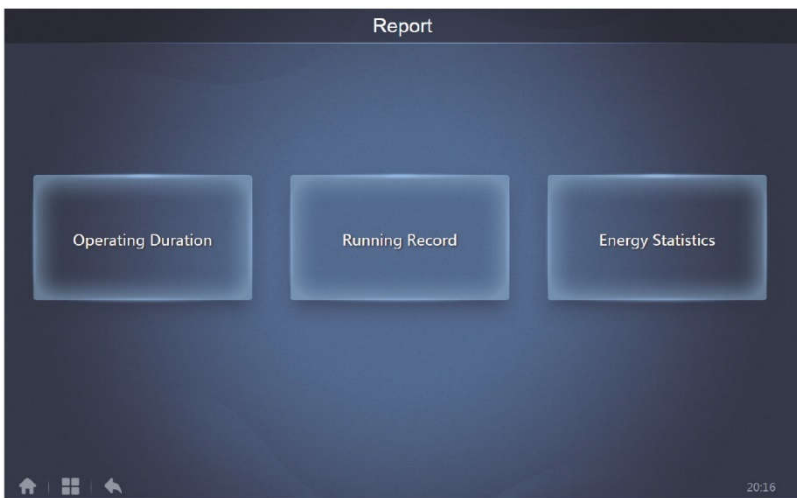 Report
Operating Duration
Running Record
Energy Statistics
20:16